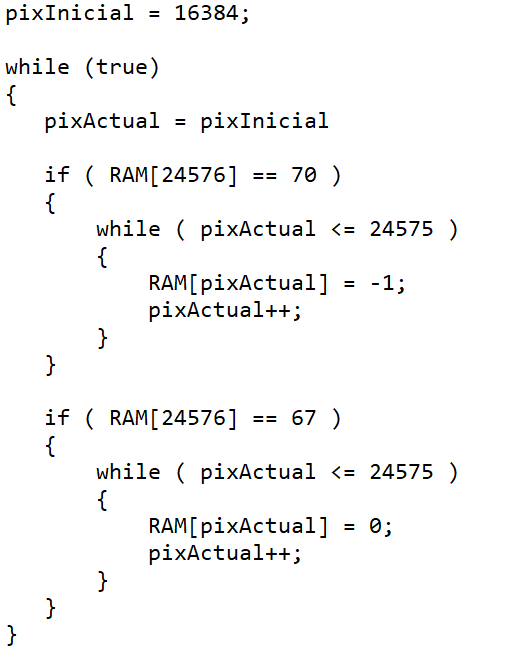 pixInicial = 16384;
while (true)
{
pixActual = pixInicial
if ( RAM[24576] == 70 )
{
while ( pixActual <= 24575 )
{
RAM[pixActual] = -1;
pixActual++;
}
}
if ( RAM[24576] == 67 )
{
while ( pixActual <= 24575 )
{
RAM[pixActual] = 0;
pixActual++;
}
}
}